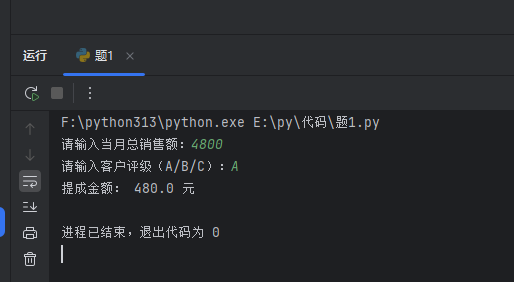 运行
题1
F:\python313\python.exe E:\py\代码\题1.py
请输入当月总销售额：4800
请输入客户评级（A/B/C）：A
提成金额： 480.0 元
进程已结束，退出代码为 0